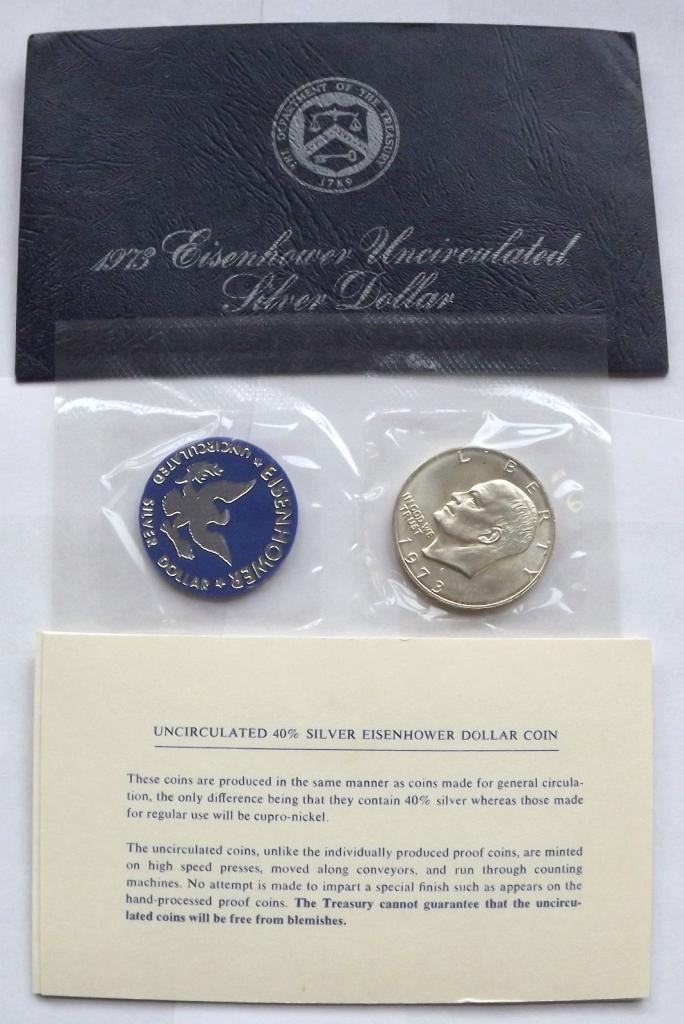 THE DEPARTMENT OF THE TREASURY
1789
1973 Eisenhower Uncirculated
Silver Dollar
EISENHOWER
UNCIRCULATED
SILVER DOLLAR
LIBERTY
IN GOD WE
TRUST
1973
UNCIRCULATED 40% SILVER EISENHOWER DOLLAR COIN
These coins are produced in the same manner as coins made for general circula-
tion, the only difference being that they contain 40% silver whereas those made
for regular use will be cupro-nickel.
The uncirculated coins, unlike the individually produced proof coins, are minted
on high speed presses, moved along conveyors, and run through counting
machines. No attempt is made to impart a special finish such as appears on the
hand-processed proof coins. The Treasury cannot guarantee that the uncircu-
lated coins will be free from blemishes.